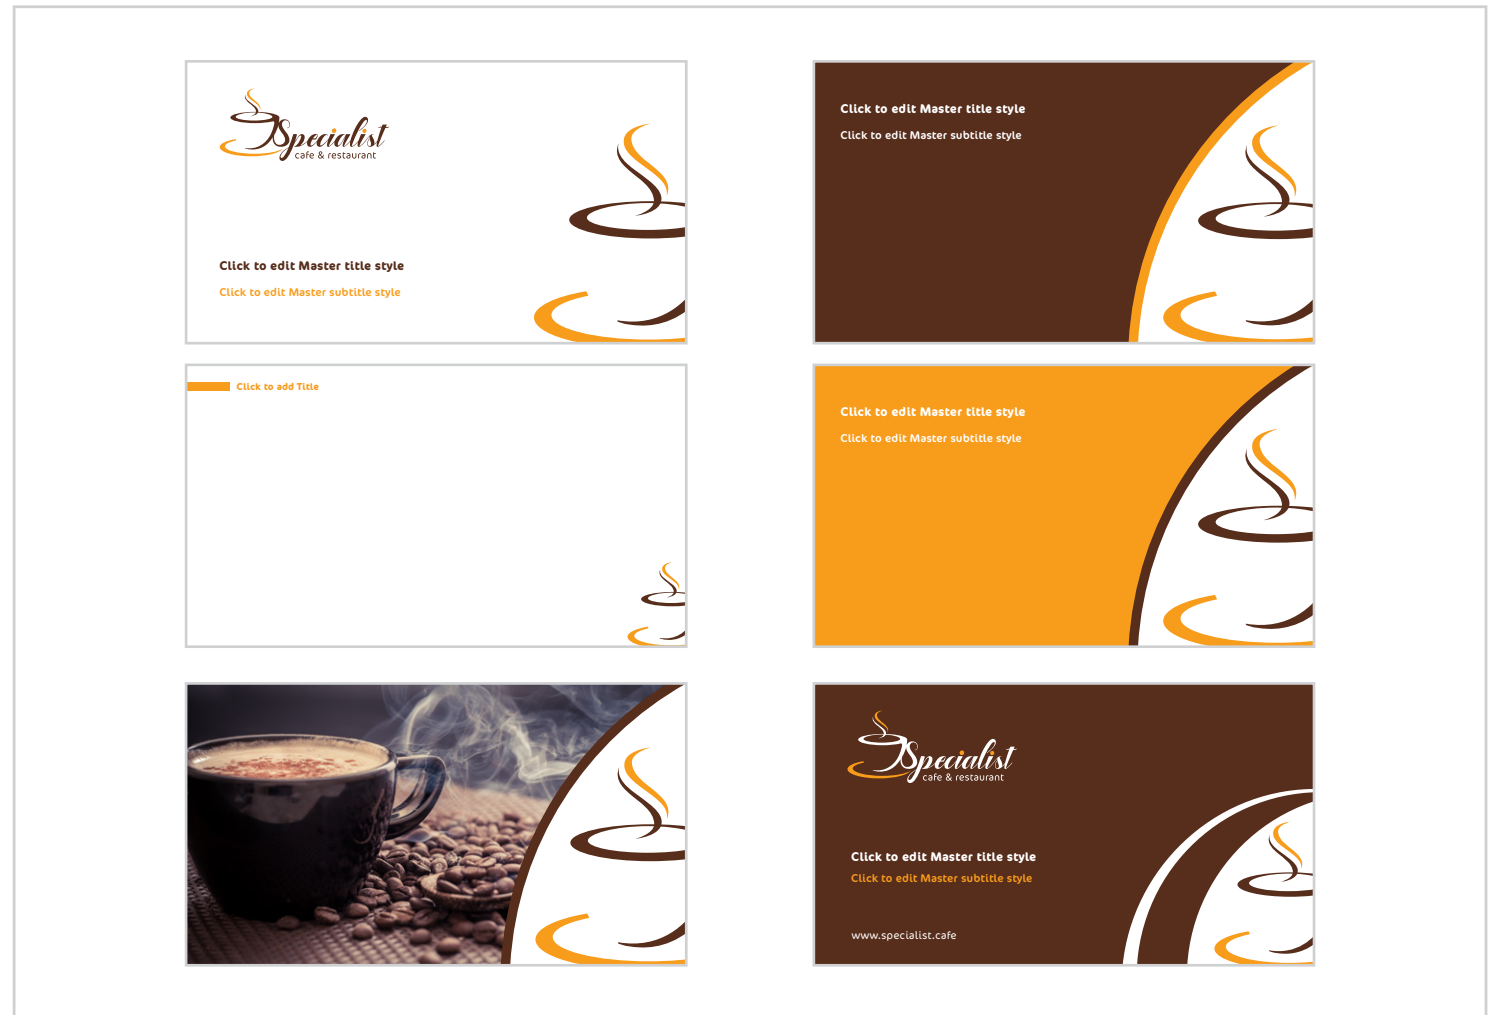 Specialist
cafe & restaurant
Click to edit Master title style
Click to edit Master subtitle style
Click to edit Master title style
Click to edit Master subtitle style
Click to add Title
Click to edit Master title style
Click to edit Master subtitle style
Specialist
cafe & restaurant
Click to edit Master title style
Click to edit Master subtitle style
www.specialist.cafe